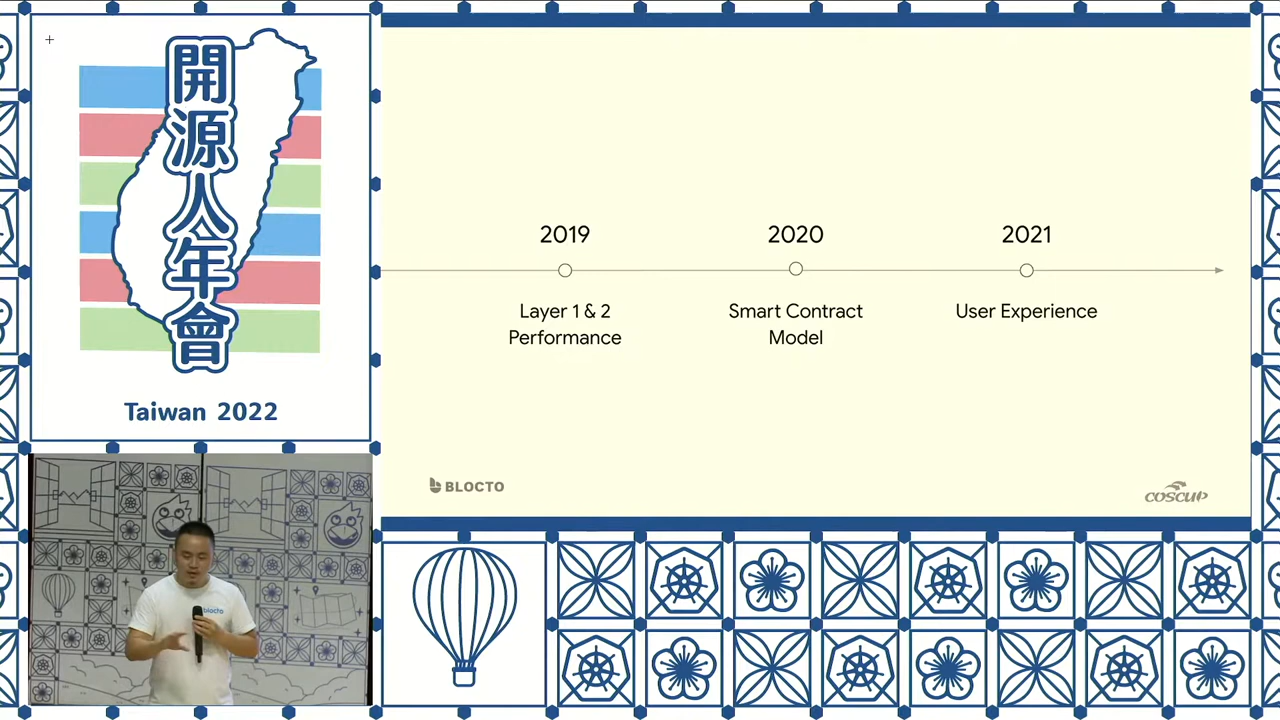 開源人年會
Taiwan 2022
2019
Layer 1 & 2
Performance
2020
Smart Contract
Model
2021
User Experience
BLOCTO
coscup
blocto